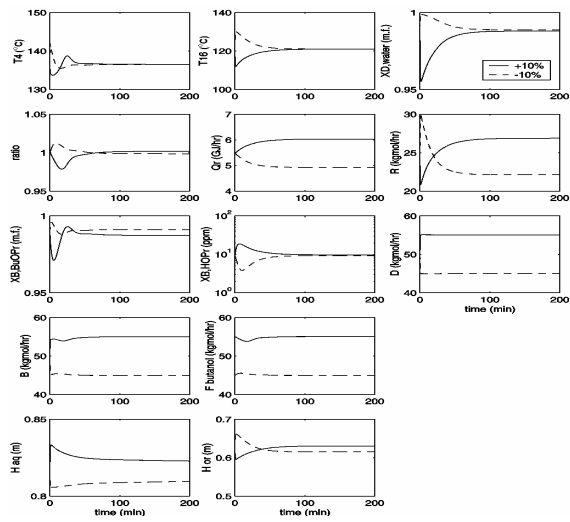 150
140
130
T4 (°C)
0 100 200
130
120
110
100
T16 (°C)
0 100 200
1
0.95
XD,water (m.f.)
+10%
-10%
0 100 200
1.05
1
0.95
ratio
0 100 200
7
6
5
4
Qr (GJ/hr)
0 100 200
30
25
20
R (kgmol/hr)
0 100 200
1
0.95
XB,BuOPr (m.f.)
0 100 200
10²
10¹
10⁰
XB,HOPr (ppm)
0 100 200
60
50
40
D (kgmol/hr)
0 100 200
time (min)
60
50
40
B (kgmol/hr)
0 100 200
60
50
40
F butanol (kgmol/hr)
0 100 200
0.85
0.8
H aq (m)
0 100 200
time (min)
0.7
0.6
0.5
H or (m)
0 100 200
time (min)